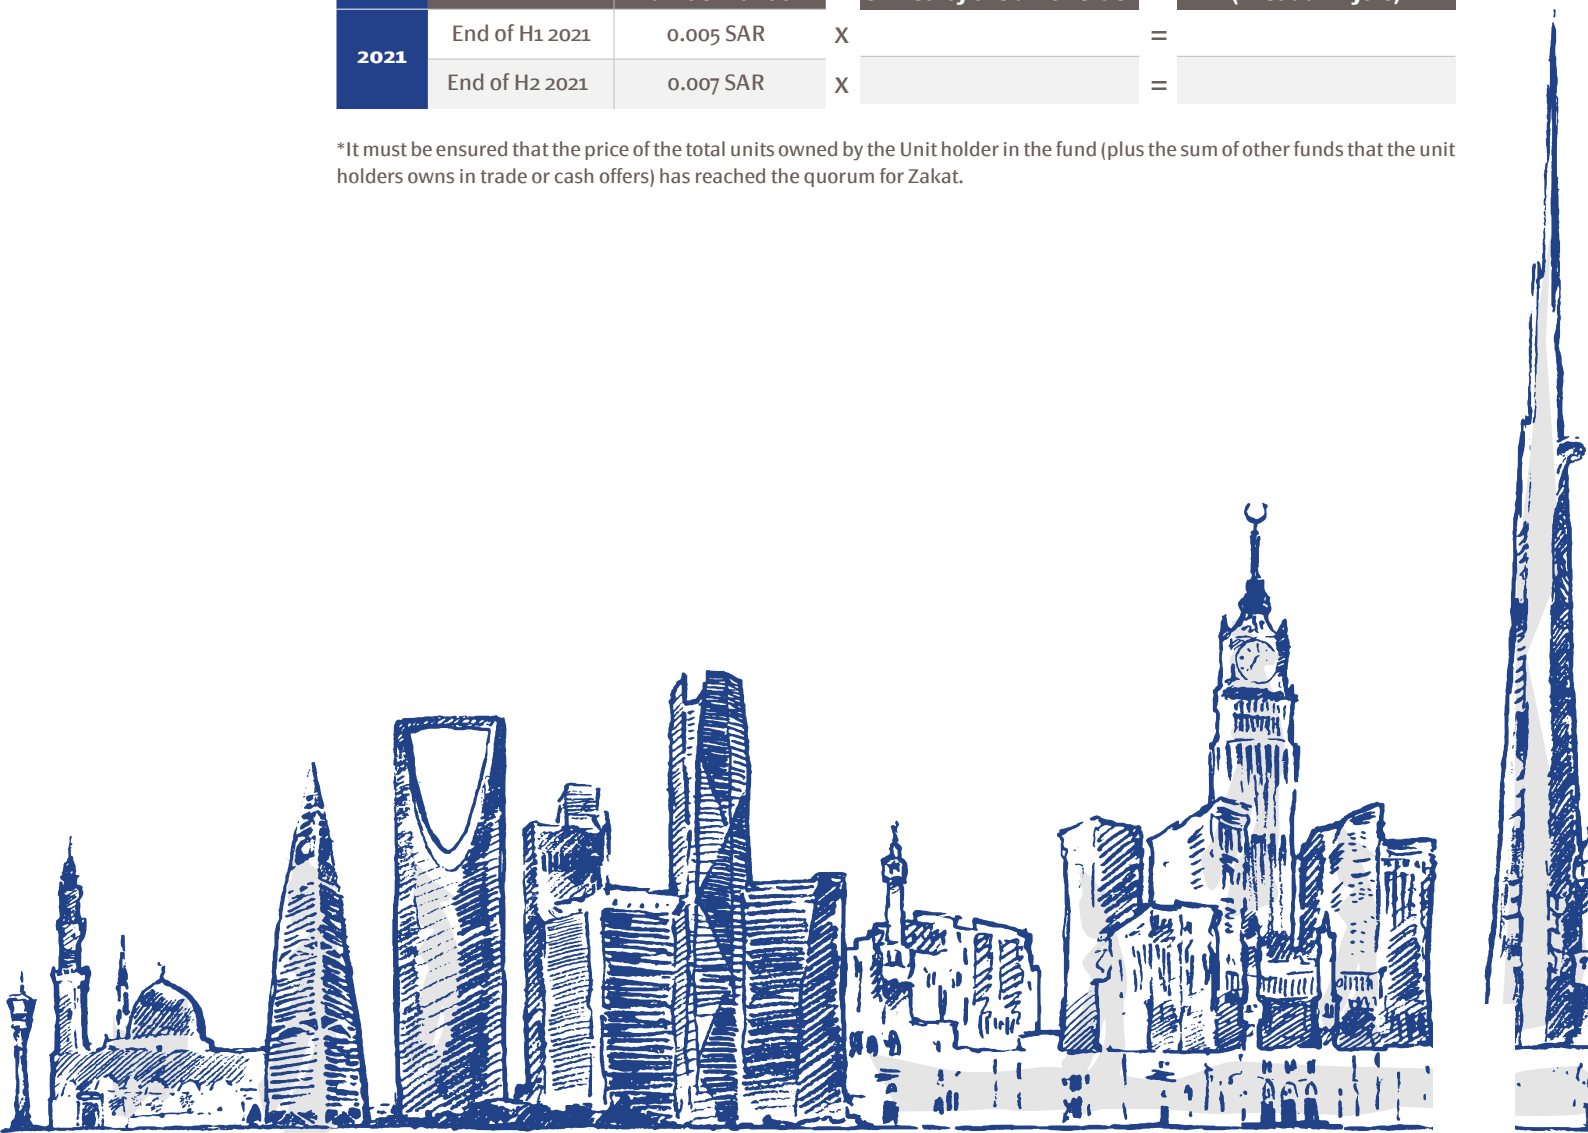 2021
End of H1 2021 0.005 SAR x =
End of H2 2021 0.007 SAR x =
*It must be ensured that the price of the total units owned by the Unit holder in the fund (plus the sum of other funds that the unit
holders owns in trade or cash offers) has reached the quorum for Zakat.